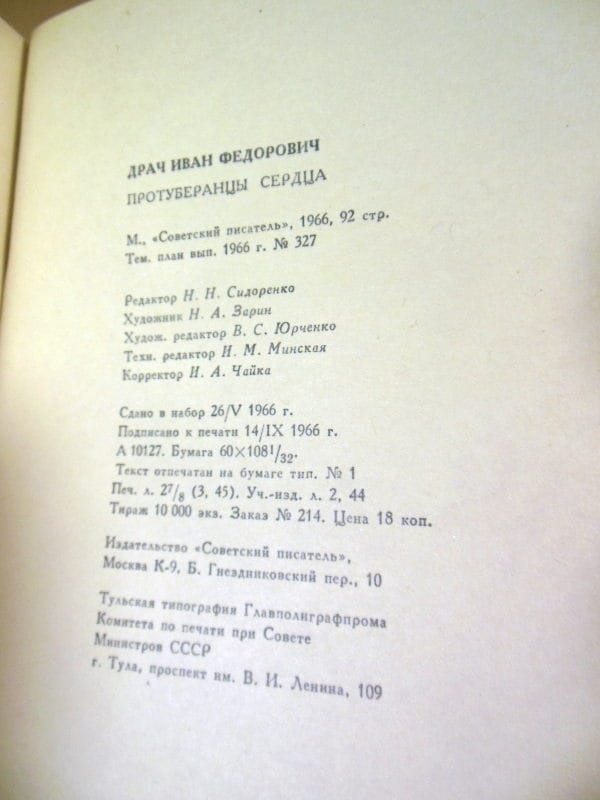 ДРАЧ ИВАН ФЕДОРОВИЧ
ПРОТУБЕРАНЦЫ СЕРДЦА
М., «Советский писатель», 1966, 92 стр.
Тем. план вып. 1966 г. № 327
Редактор Н. Н. Сидоренко
Художник Н. А. Зарин
Худож. редактор В. С. Юрченко
Техн. редактор И. М. Минская
Корректор И. А. Чайка
Сдано в набор 26/V 1966 г.
Подписано к печати 14/IX 1966 г.
А 10127. Бумага 60×108 1/32.
Текст отпечатан на бумаге тип. № 1
Печ. л. 2 7/8 (3, 45). Уч.-изд. л. 2, 44
Тираж 10 000 экз. Заказ № 214. Цена 18 коп.
Издательство «Советский писатель»,
Москва К-9, Б. Гнездниковский пер., 10
Тульская типография Главполиграфпрома
Комитета по печати при Совете
Министров СССР
г. Тула, проспект им. В. И. Ленина, 109